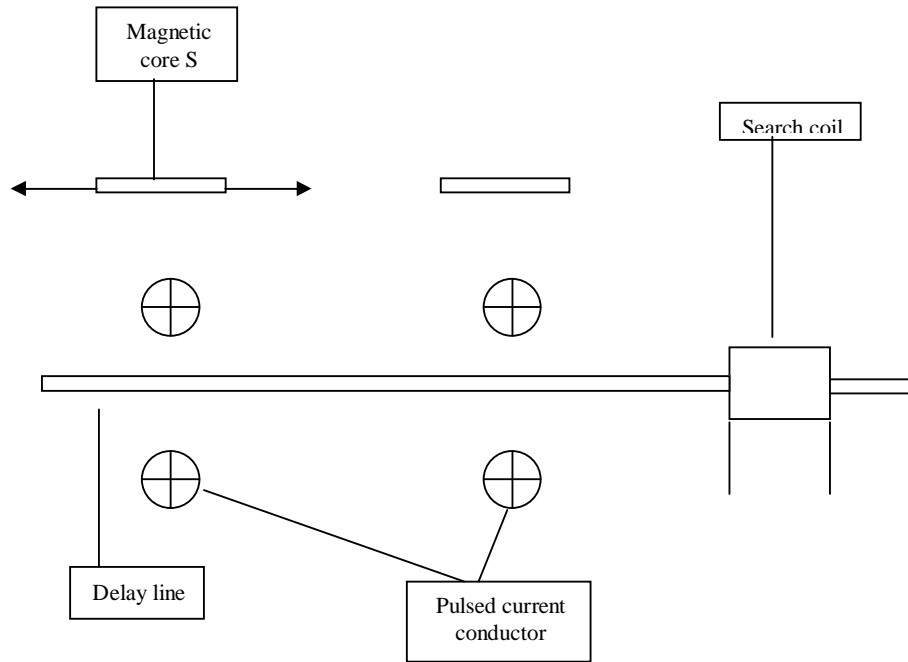 Magnetic
core S
Search coil
Delay line
Pulsed current
conductor